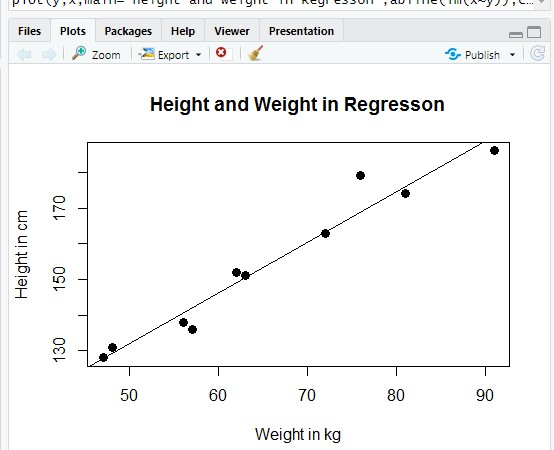 plot(y,x,main="Height and Weight in Regresson",abline(lm(x~y)),c…
Files Plots Packages Help Viewer Presentation
Zoom Export Publish
Height and Weight in Regresson
Height in cm
170
150
130
50 60 70 80 90
Weight in kg